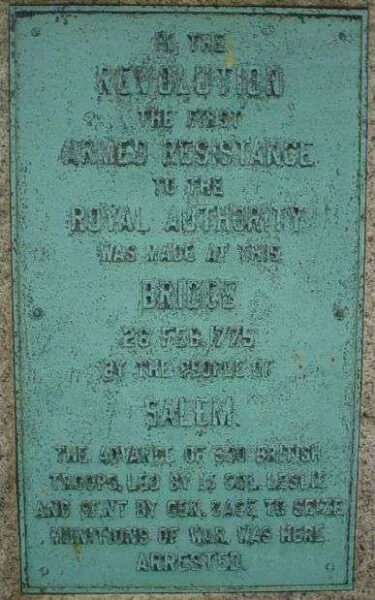 IN THE
REVOLUTION
THE FIRST
ARMED RESISTANCE
TO THE
ROYAL AUTHORITY
WAS MADE AT THIS
BRIDGE
26 FEB. 1775
BY THE PEOPLE OF
SALEM.
THE ADVANCE OF 300 BRITISH
TROOPS, LED BY LT. COL. LESLIE
AND SENT BY GEN. GAGE TO SEIZE
MUNITIONS OF WAR, WAS HERE
ARRESTED.